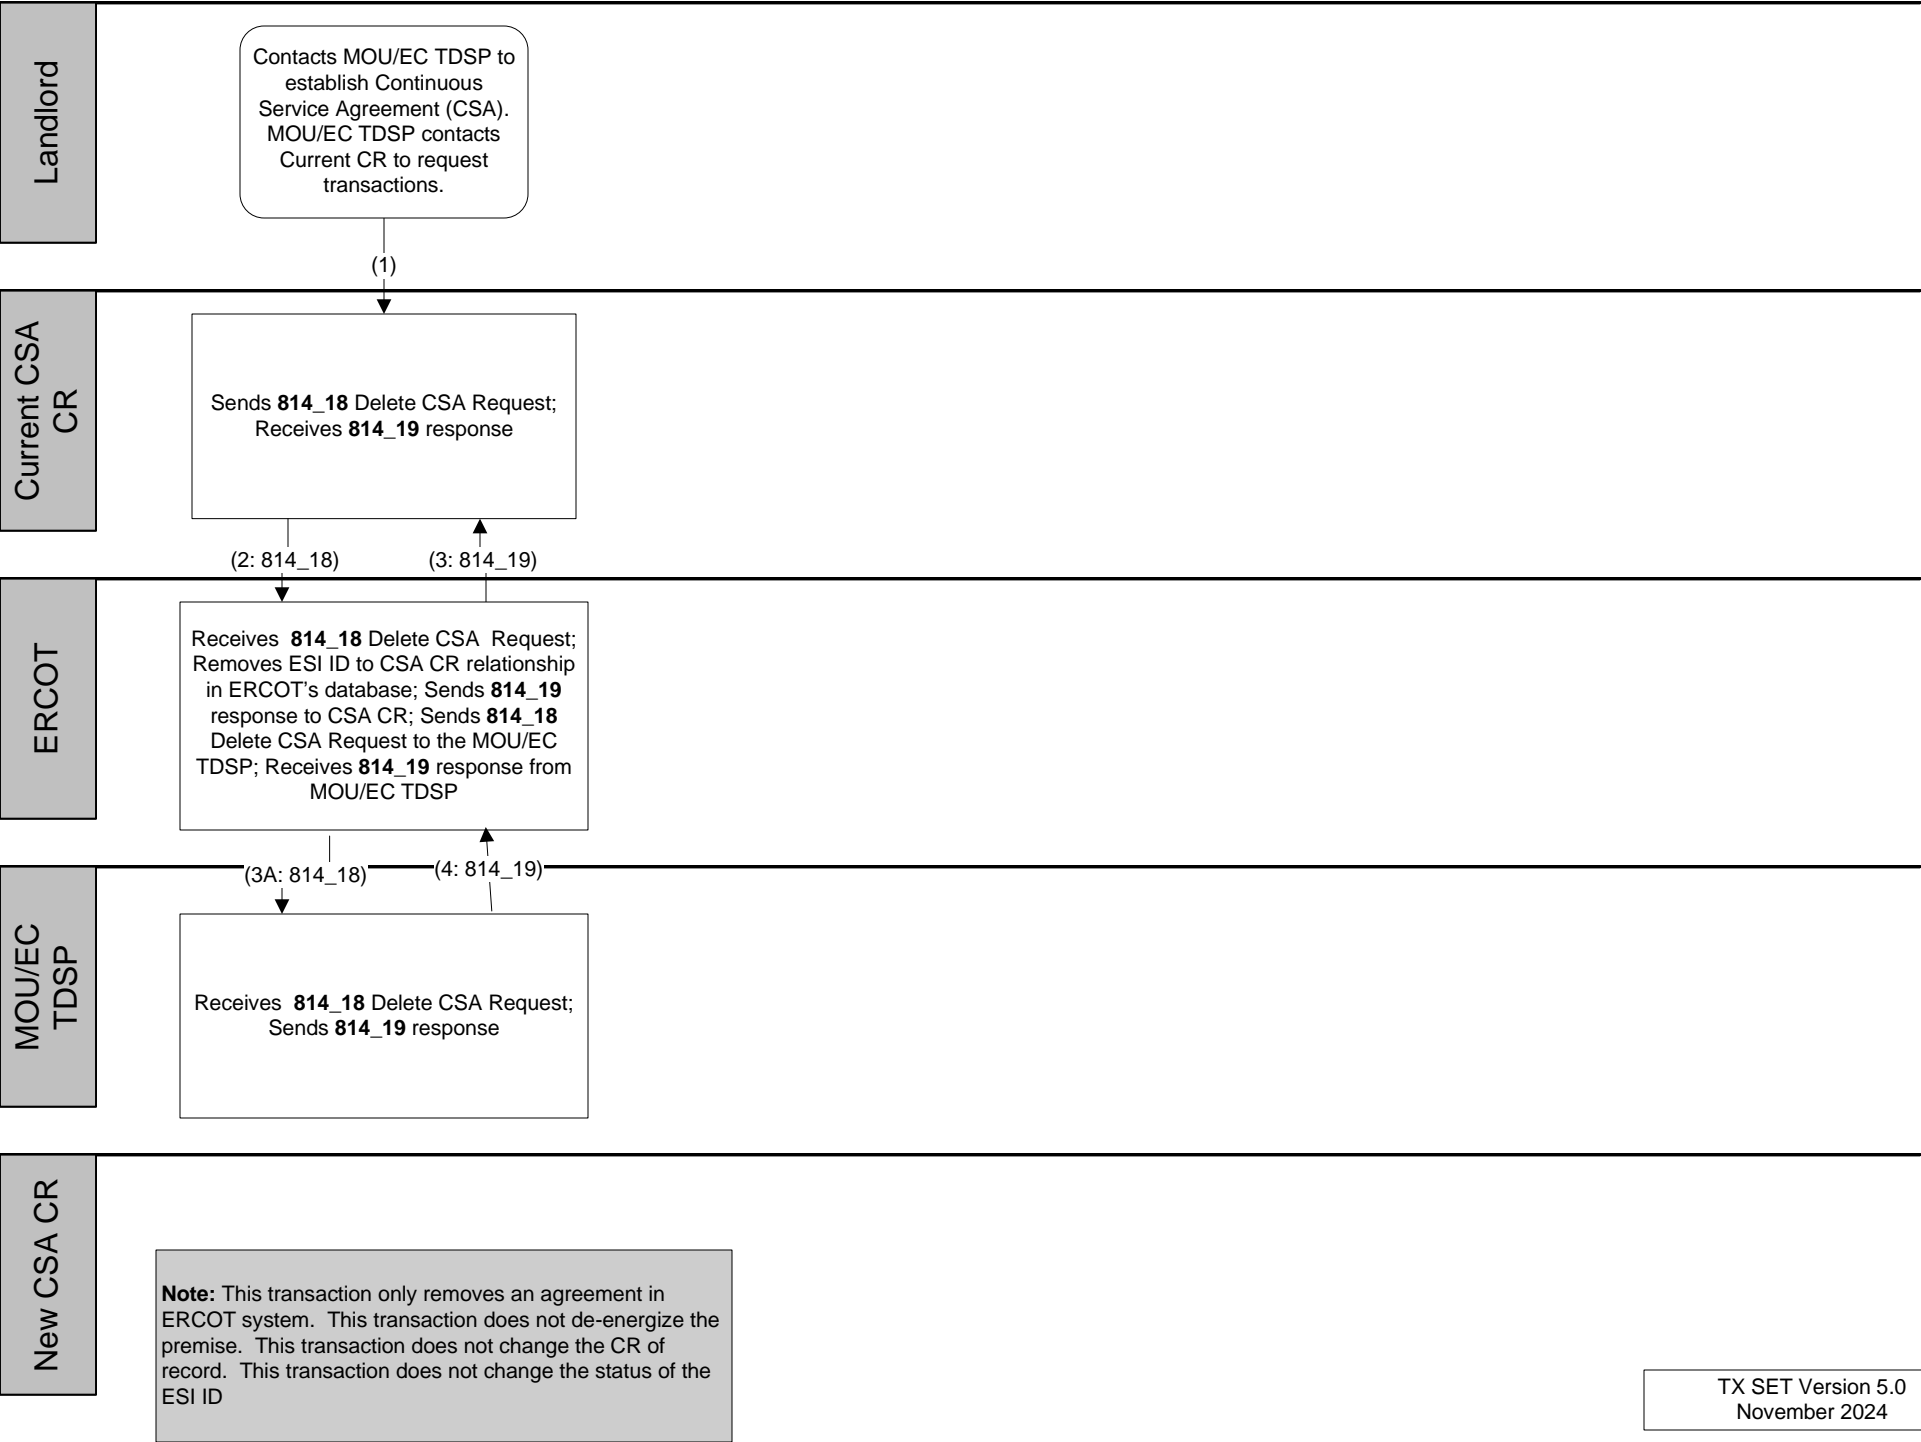 Landlord
Contacts MOU/EC TDSP to
establish Continuous
Service Agreement (CSA).
MOU/EC TDSP contacts
Current CR to request
transactions.
(1)
Current CSA
CR
Sends 814_18 Delete CSA Request;
Receives 814_19 response
(2: 814_18)
(3: 814_19)
ERCOT
Receives 814_18 Delete CSA Request;
Removes ESI ID to CSA CR relationship
in ERCOT's database; Sends 814_19
response to CSA CR; Sends 814_18
Delete CSA Request to the MOU/EC
TDSP; Receives 814_19 response from
MOU/EC TDSP
(3A: 814_18)
(4: 814_19)
MOU/EC
TDSP
Receives 814_18 Delete CSA Request;
Sends 814_19 response
New CSA CR
Note: This transaction only removes an agreement in
ERCOT system. This transaction does not de-energize the
premise. This transaction does not change the CR of
record. This transaction does not change the status of the
ESI ID
TX SET Version 5.0
November 2024